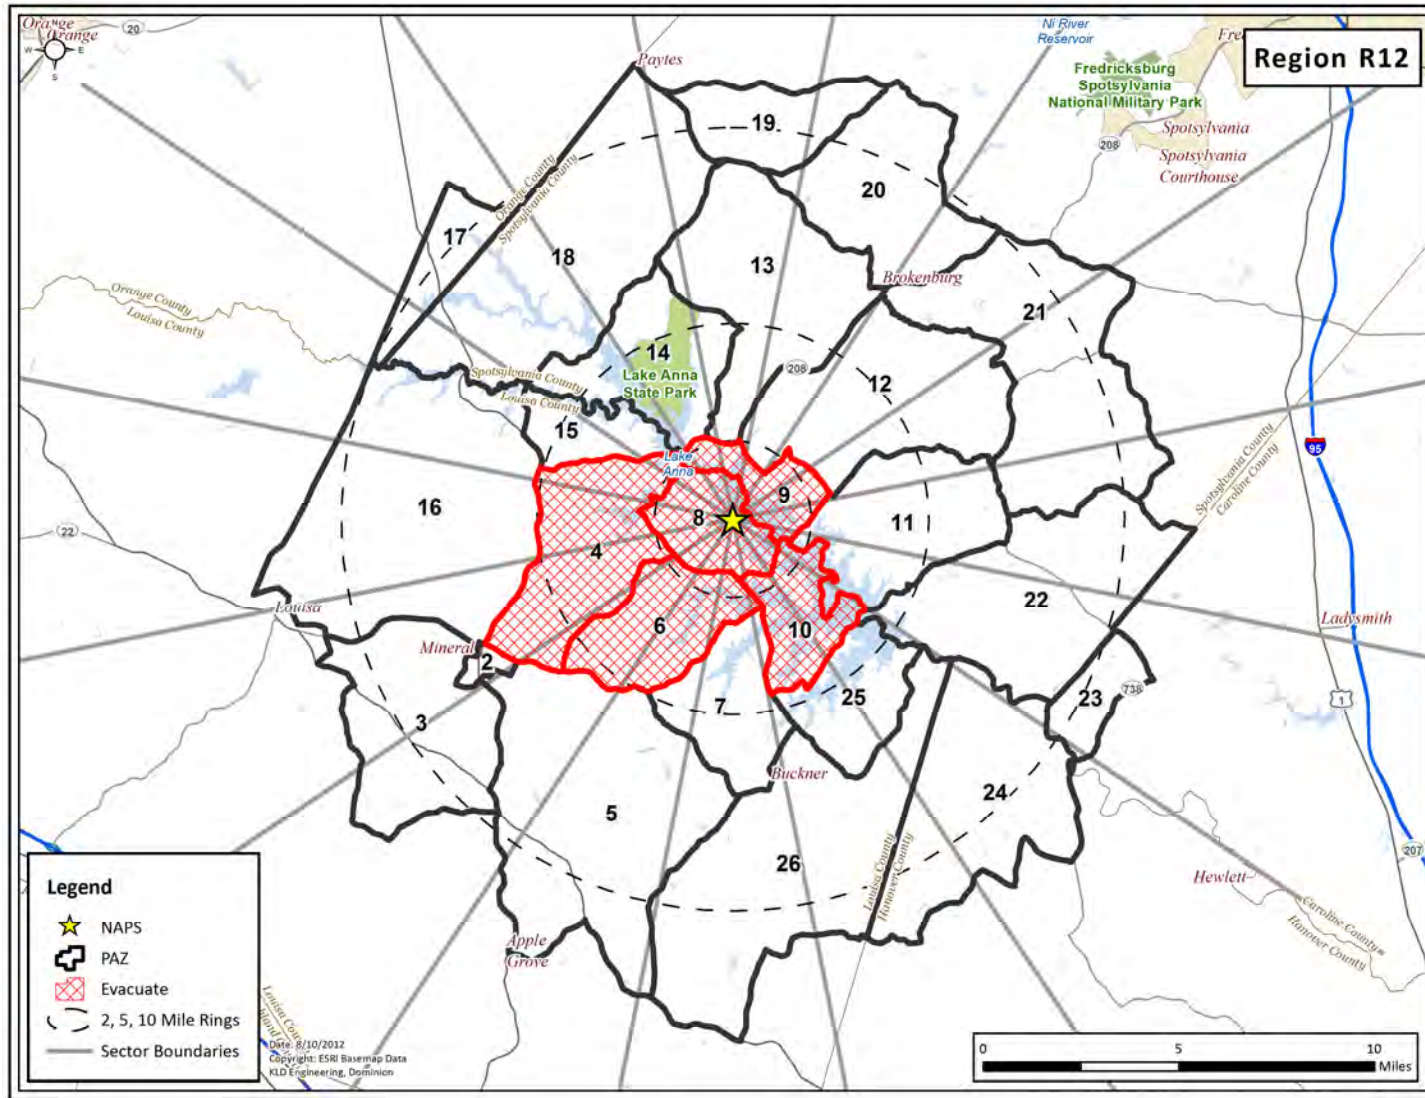 Region R12
Orange
Orange
N
W
E
S
20
Paytes
Ni River
Reservoir
Fre
Fredricksburg
Spotsylvania
National Military Park
Spotsylvania
208
Spotsylvania
Courthouse
19
20
17
Orange County
Spotsylvania County
18
13
Brokenburg
21
Orange County
Louisa County
14
Lake Anna
State Park
208
12
Spotsylvania County
Louisa County
15
95
Spotsylvania County
Caroline County
Lake
Anna
9
16
8
11
22
4
22
Louisa
6
10
Ladysmith
Mineral
2
25
23
738
1
3
7
Buckner
24
5
26
Louisa County
Hanover County
207
Hewlett
Caroline County
Hanover County
Apple
Grove
Legend
NAPS
PAZ
Evacuate
2, 5, 10 Mile Rings
Sector Boundaries
Date: 8/10/2012
Copyright: ESRI Basemap Data
KLD Engineering, Dominion
0
5
10
Miles